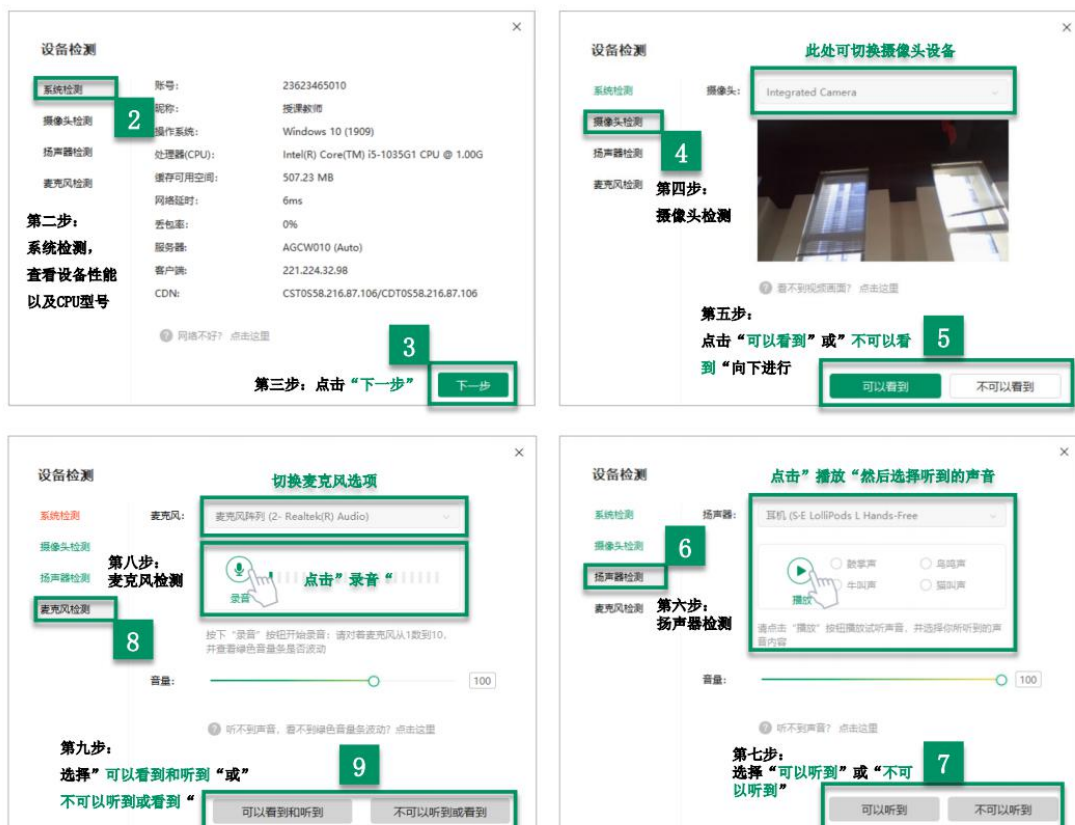 设备检测
系统检测
2
摄像头检测
扬声器检测
麦克风检测
账号: 23623465010
昵称: 授课教师
操作系统: Windows 10 (1909)
处理器(CPU): Intel(R) Core(TM) i5-1035G1 CPU @ 1.00G
缓存可用空间: 507.23 MB
网络延时: 6ms
丢包率: 0%
服务器: AGCW010 (Auto)
客户端: 221.224.32.98
CDN: CST0S58.216.87.106/CDT0S58.216.87.106
第二步:
系统检测,
查看设备性能
以及CPU型号
网络不好? 点击这里
3
第三步: 点击“下一步”
下一步
设备检测
此处可切换摄像头设备
系统检测
摄像头检测
扬声器检测
麦克风检测
摄像头: Integrated Camera
4
第四步:
摄像头检测
看不到视频画面? 点击这里
第五步:
点击“可以看到”或”不可以看
到“向下进行
5
可以看到 不可以看到
设备检测
切换麦克风选项
系统检测
摄像头检测
扬声器检测
麦克风检测
麦克风: 麦克风阵列 (2- Realtek(R) Audio)
第八步:
麦克风检测
点击”录音“
录音
8
按下“录音”按钮开始录音: 请对着麦克风从1数到10,
并查看绿色音量条是否波动
音量: 100
听不到声音, 看不到绿色音量条波动? 点击这里
第九步:
选择”可以看到和听到“或”
不可以听到或看到“
9
可以看到和听到 不可以听到或看到
设备检测
点击”播放“然后选择听到的声音
系统检测
摄像头检测
扬声器检测
麦克风检测
扬声器: 耳机 (S-E LolliPods L Hands-Free
6
第六步:
扬声器检测
鼓掌声 鸟鸣声
牛叫声 猫叫声
播放
请点击“播放”按钮播放试听声音, 并选择你所听到的声
音内容
音量: 100
听不到声音? 点击这里
第七步:
选择“可以听到”或“不可
以听到”
7
可以听到 不可以听到